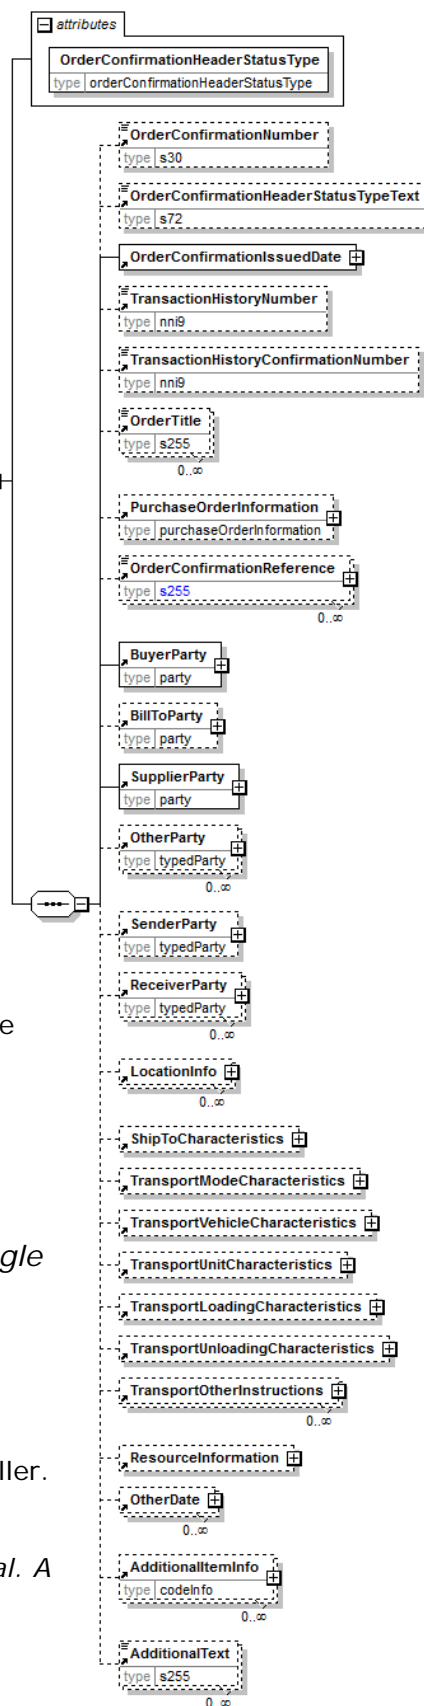 attributes
OrderConfirmationHeaderStatusType
type orderConfirmationHeaderStatusType
OrderConfirmationNumber
type s30
OrderConfirmationHeaderStatusTypeText
type s72
OrderConfirmationIssuedDate
TransactionHistoryNumber
type nni9
TransactionHistoryConfirmationNumber
type nni9
OrderTitle
type s255
0..∞
PurchaseOrderInformation
type purchaseOrderInformation
OrderConfirmationReference
type s255
0..∞
BuyerParty
type party
BillToParty
type party
SupplierParty
type party
OtherParty
type typedParty
0..∞
SenderParty
type typedParty
ReceiverParty
type typedParty
e
0..∞
LocationInfo
0..∞
ShipToCharacteristics
TransportModeCharacteristics
TransportVehicleCharacteristics
gle
TransportUnitCharacteristics
TransportLoadingCharacteristics
TransportUnloadingCharacteristics
TransportOtherInstructions
0..∞
ResourceInformation
ller.
OtherDate
0..∞
al. A
AdditionalItemInfo
type codeInfo
0..∞
AdditionalText
type s255
0..∞